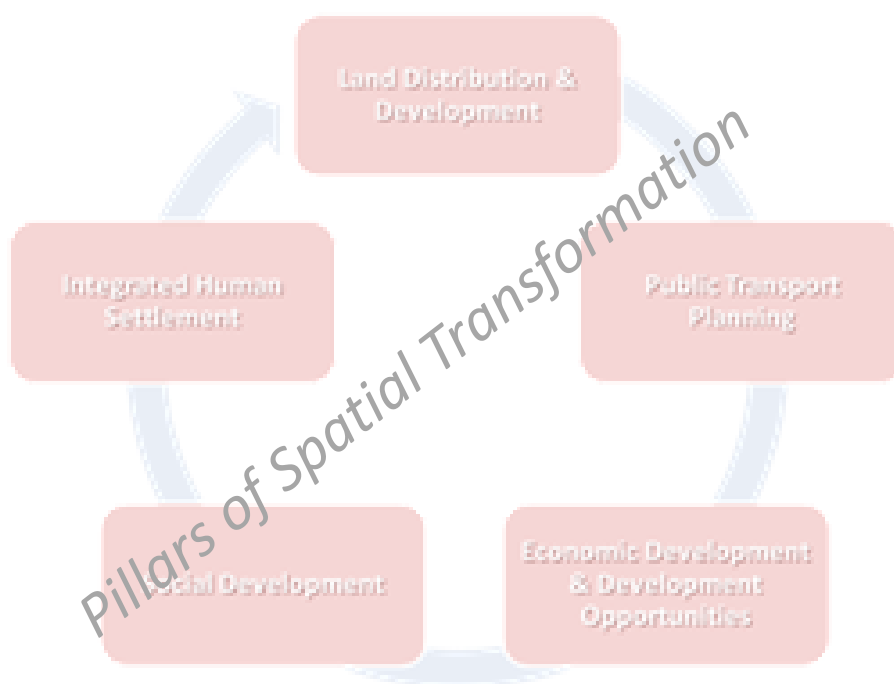 Land Distribution &
Development
Public Transport
Planning
Economic Development
& Development
Opportunities
Social Development
Integrated Human
Settlement
Pillars of Spatial Transformation